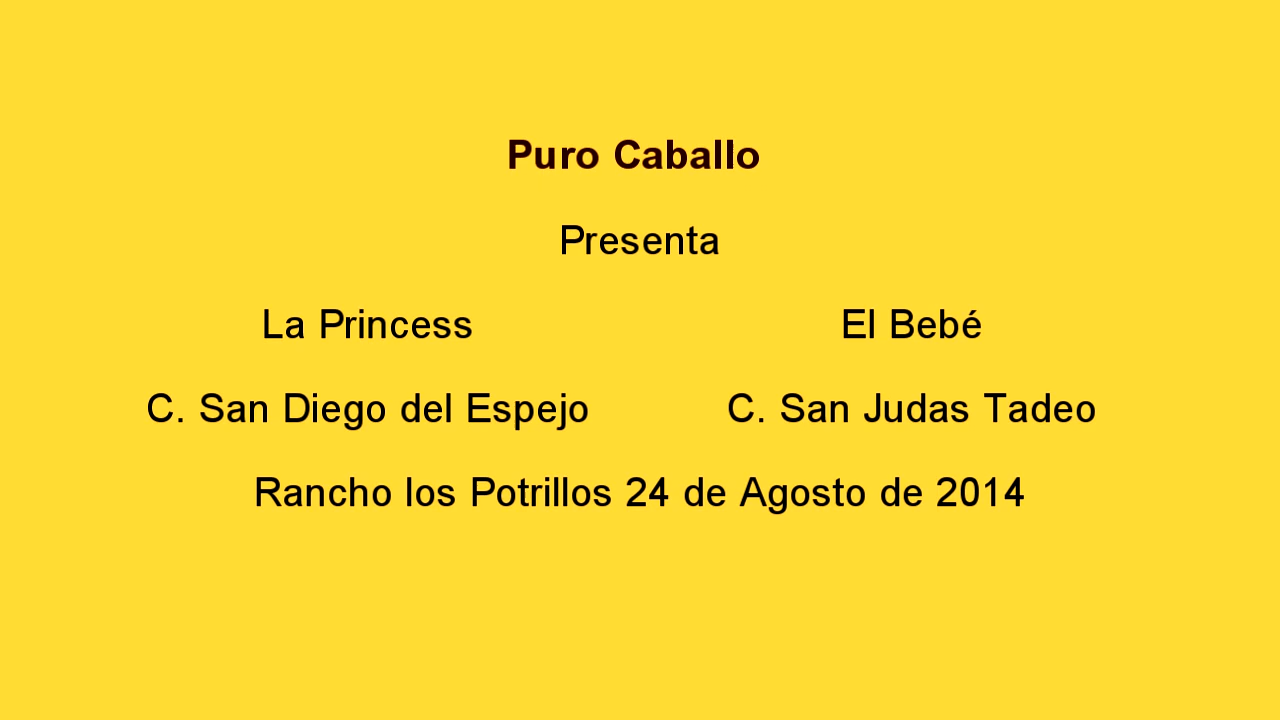 Puro Caballo
Presenta
La Princess El Bebé
C. San Diego del Espejo C. San Judas Tadeo
Rancho los Potrillos 24 de Agosto de 2014